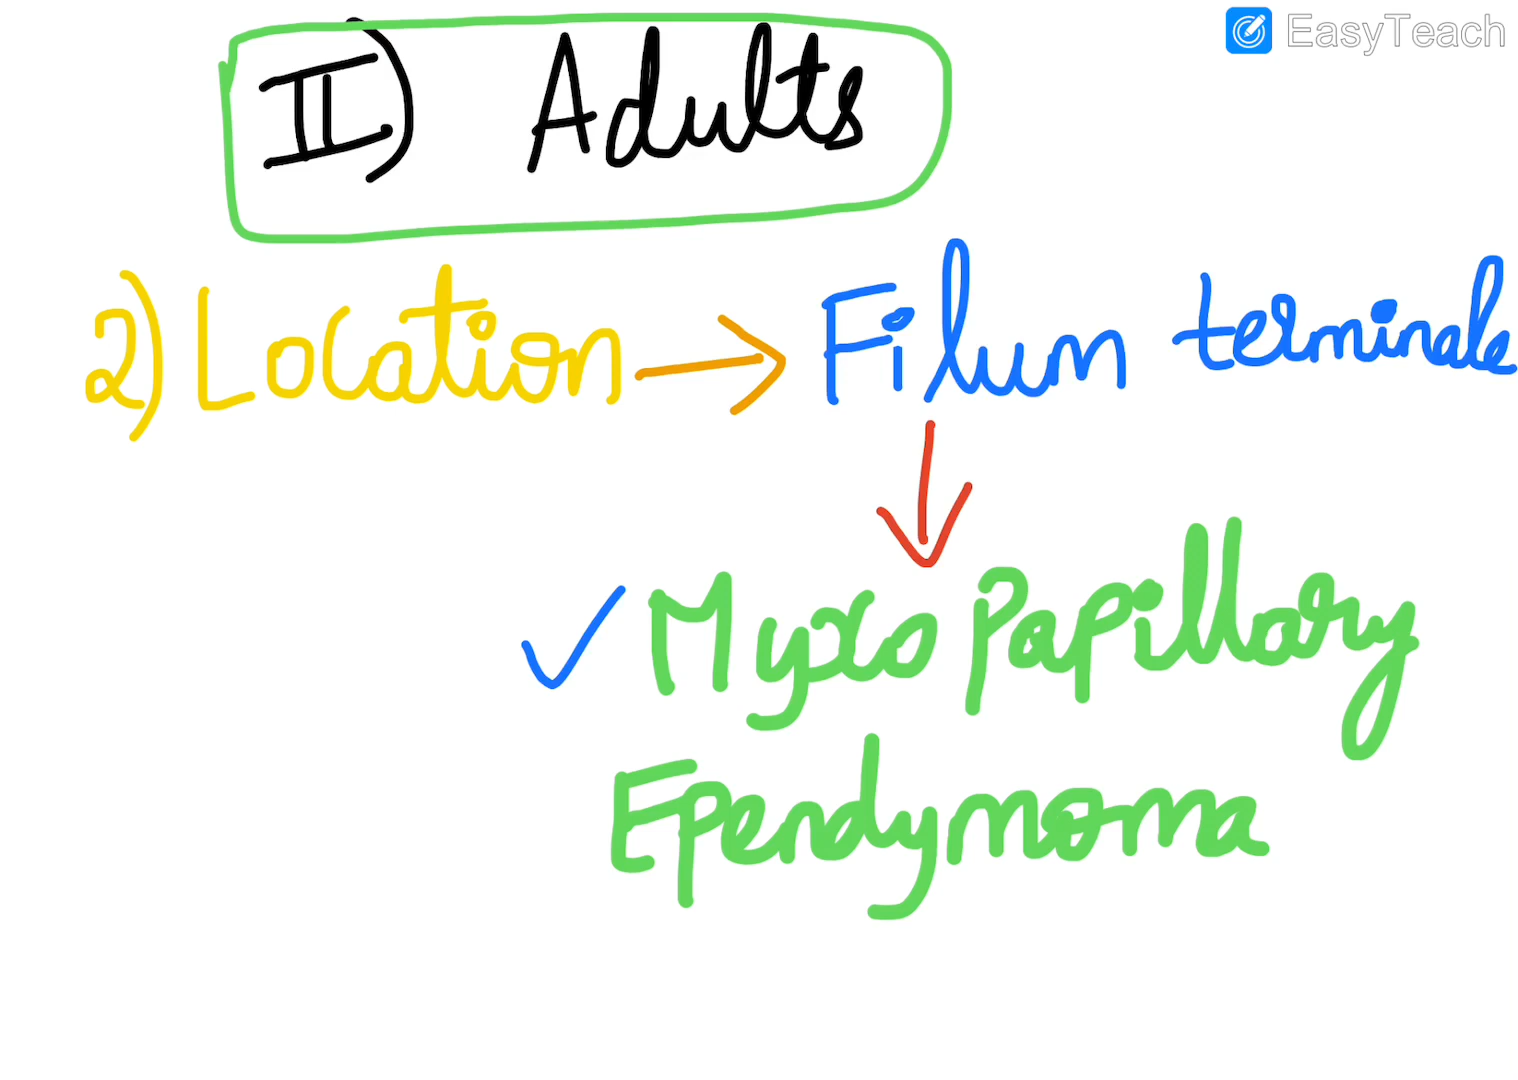 EasyTeach
II) Adults
2) Location → Filum terminale
↓
✓ Myxo Papillary
Ependymoma